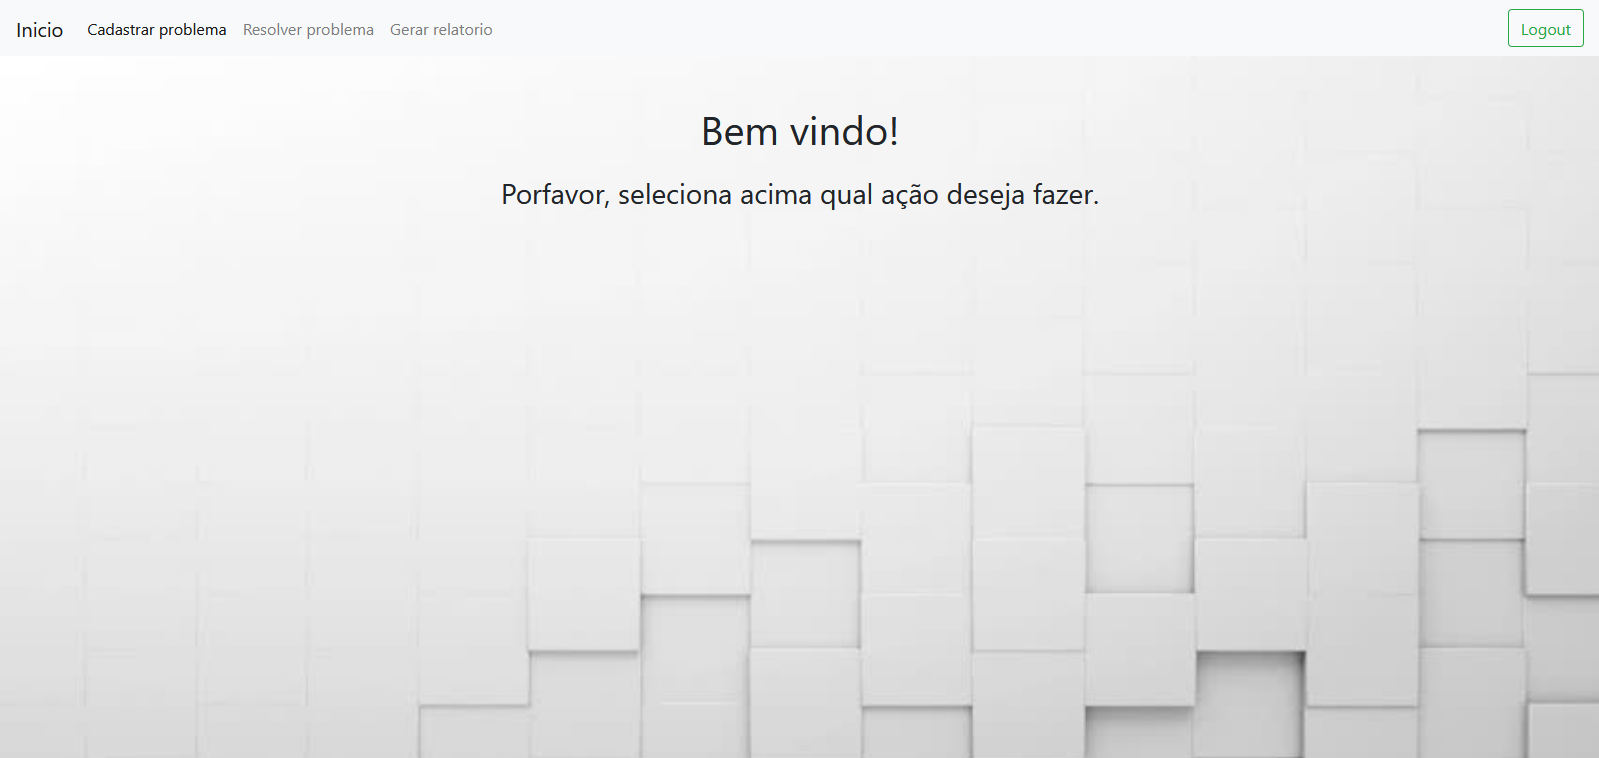 Inicio Cadastrar problema Resolver problema Gerar relatorio Logout
Bem vindo!
Porfavor, seleciona acima qual ação deseja fazer.